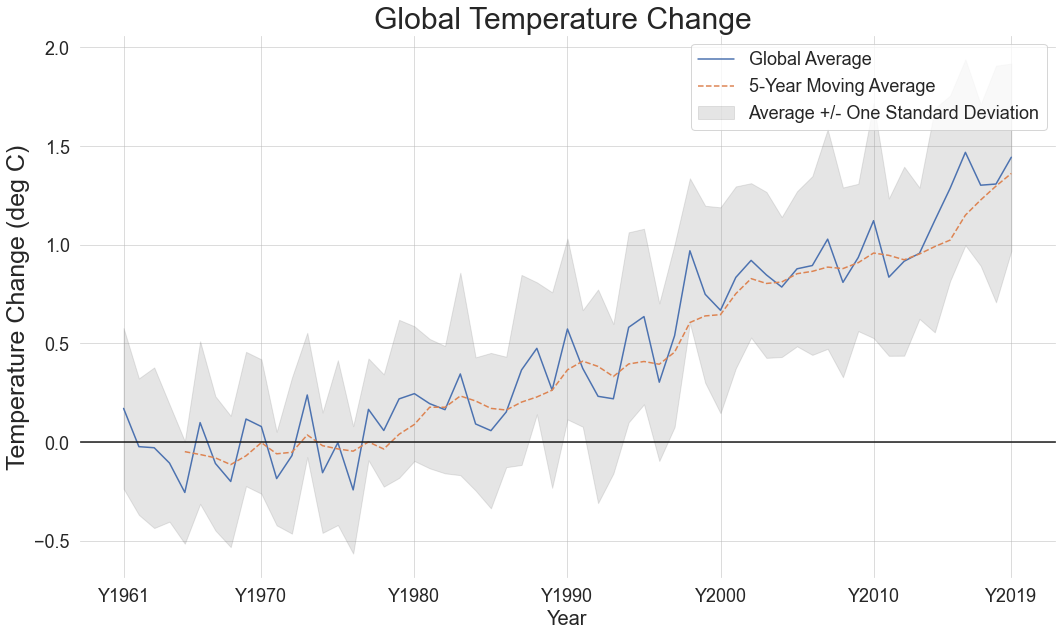 Global Temperature Change
Global Average
5-Year Moving Average
Average +/- One Standard Deviation
Temperature Change (deg C)
2.0
1.5
1.0
0.5
0.0
−0.5
Y1961 Y1970 Y1980 Y1990 Y2000 Y2010 Y2019
Year